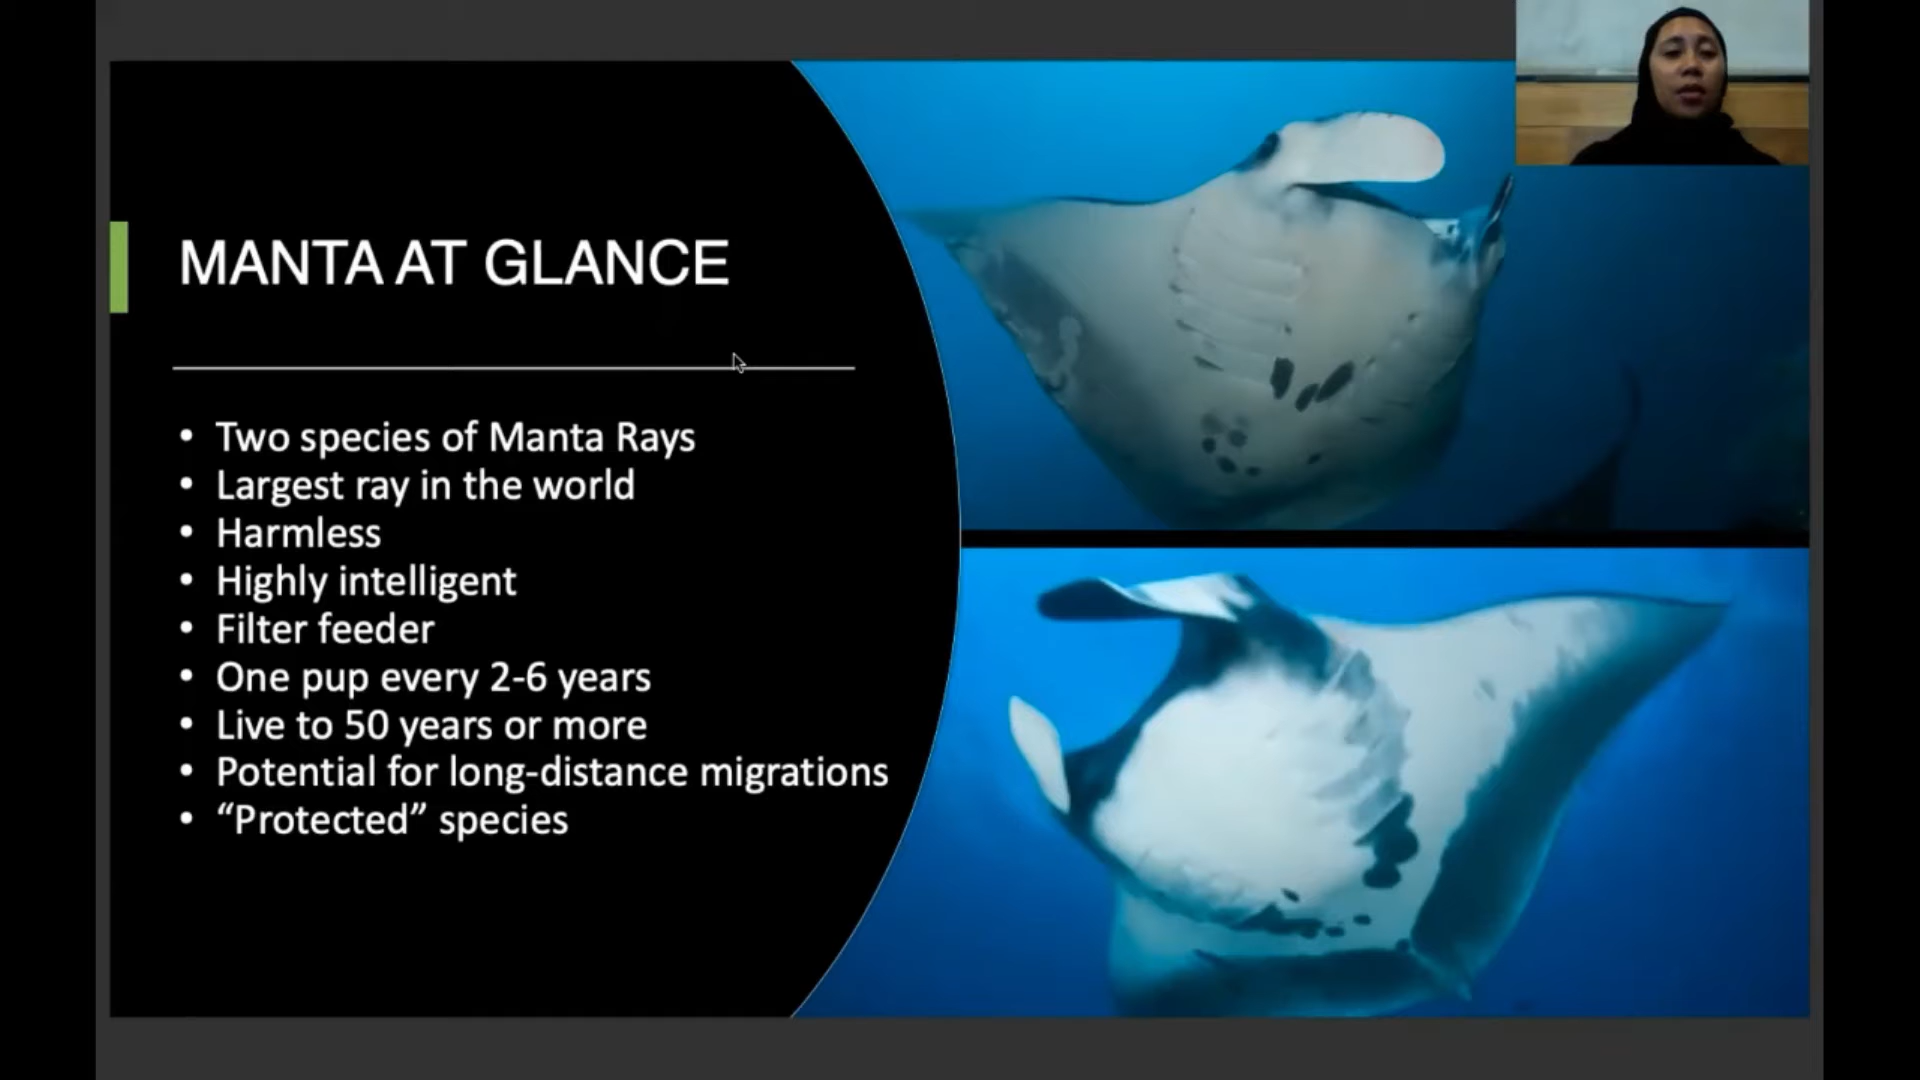 MANTA AT GLANCE
• Two species of Manta Rays
• Largest ray in the world
• Harmless
• Highly intelligent
• Filter feeder
• One pup every 2-6 years
• Live to 50 years or more
• Potential for long-distance migrations
• “Protected” species